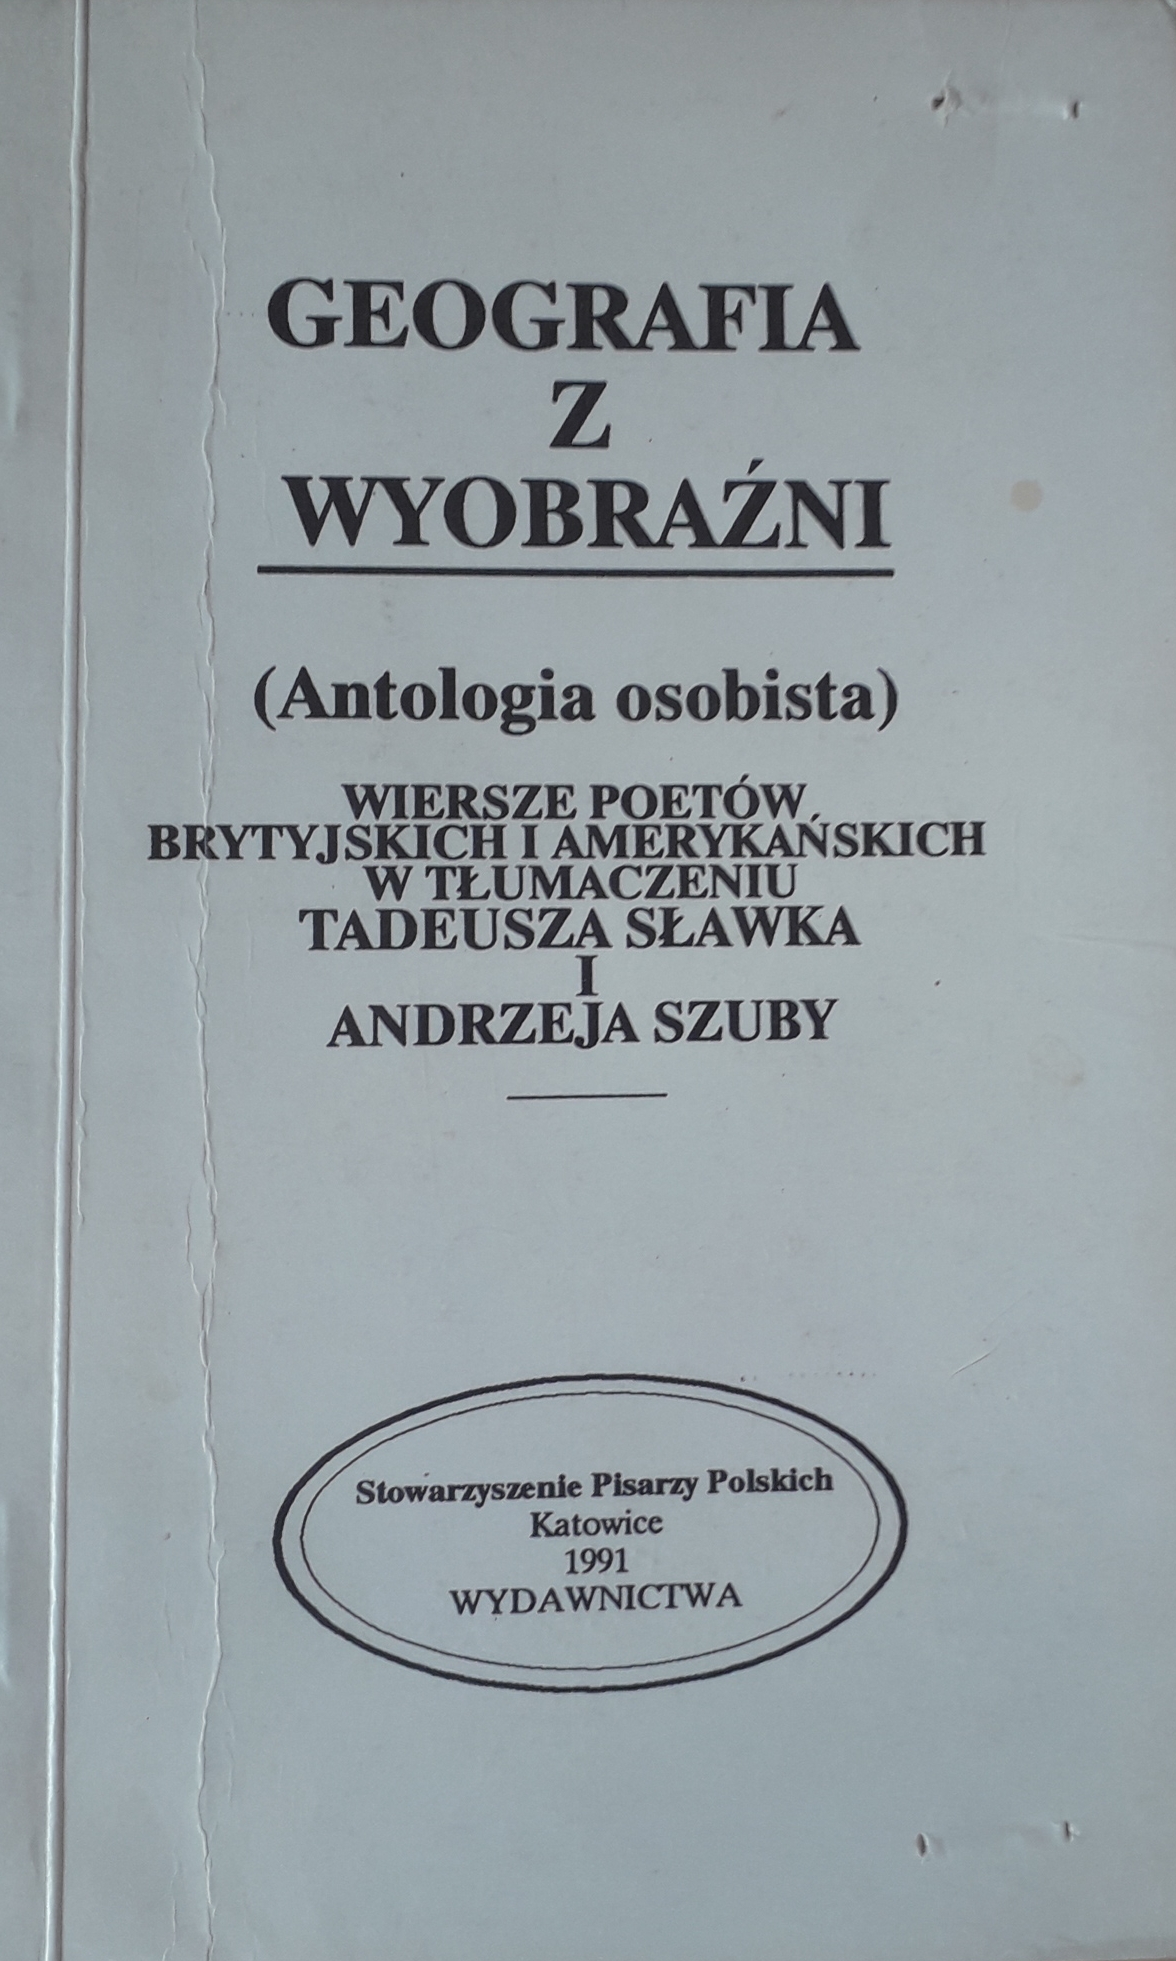 GEOGRAFIA
Z
WYOBRAŹNI
(Antologia osobista)
WIERSZE POETÓW
BRYTYJSKICH I AMERYKAŃSKICH
W TŁUMACZENIU
TADEUSZA SŁAWKA
I
ANDRZEJA SZUBY
Stowarzyszenie Pisarzy Polskich
Katowice
1991
WYDAWNICTWA